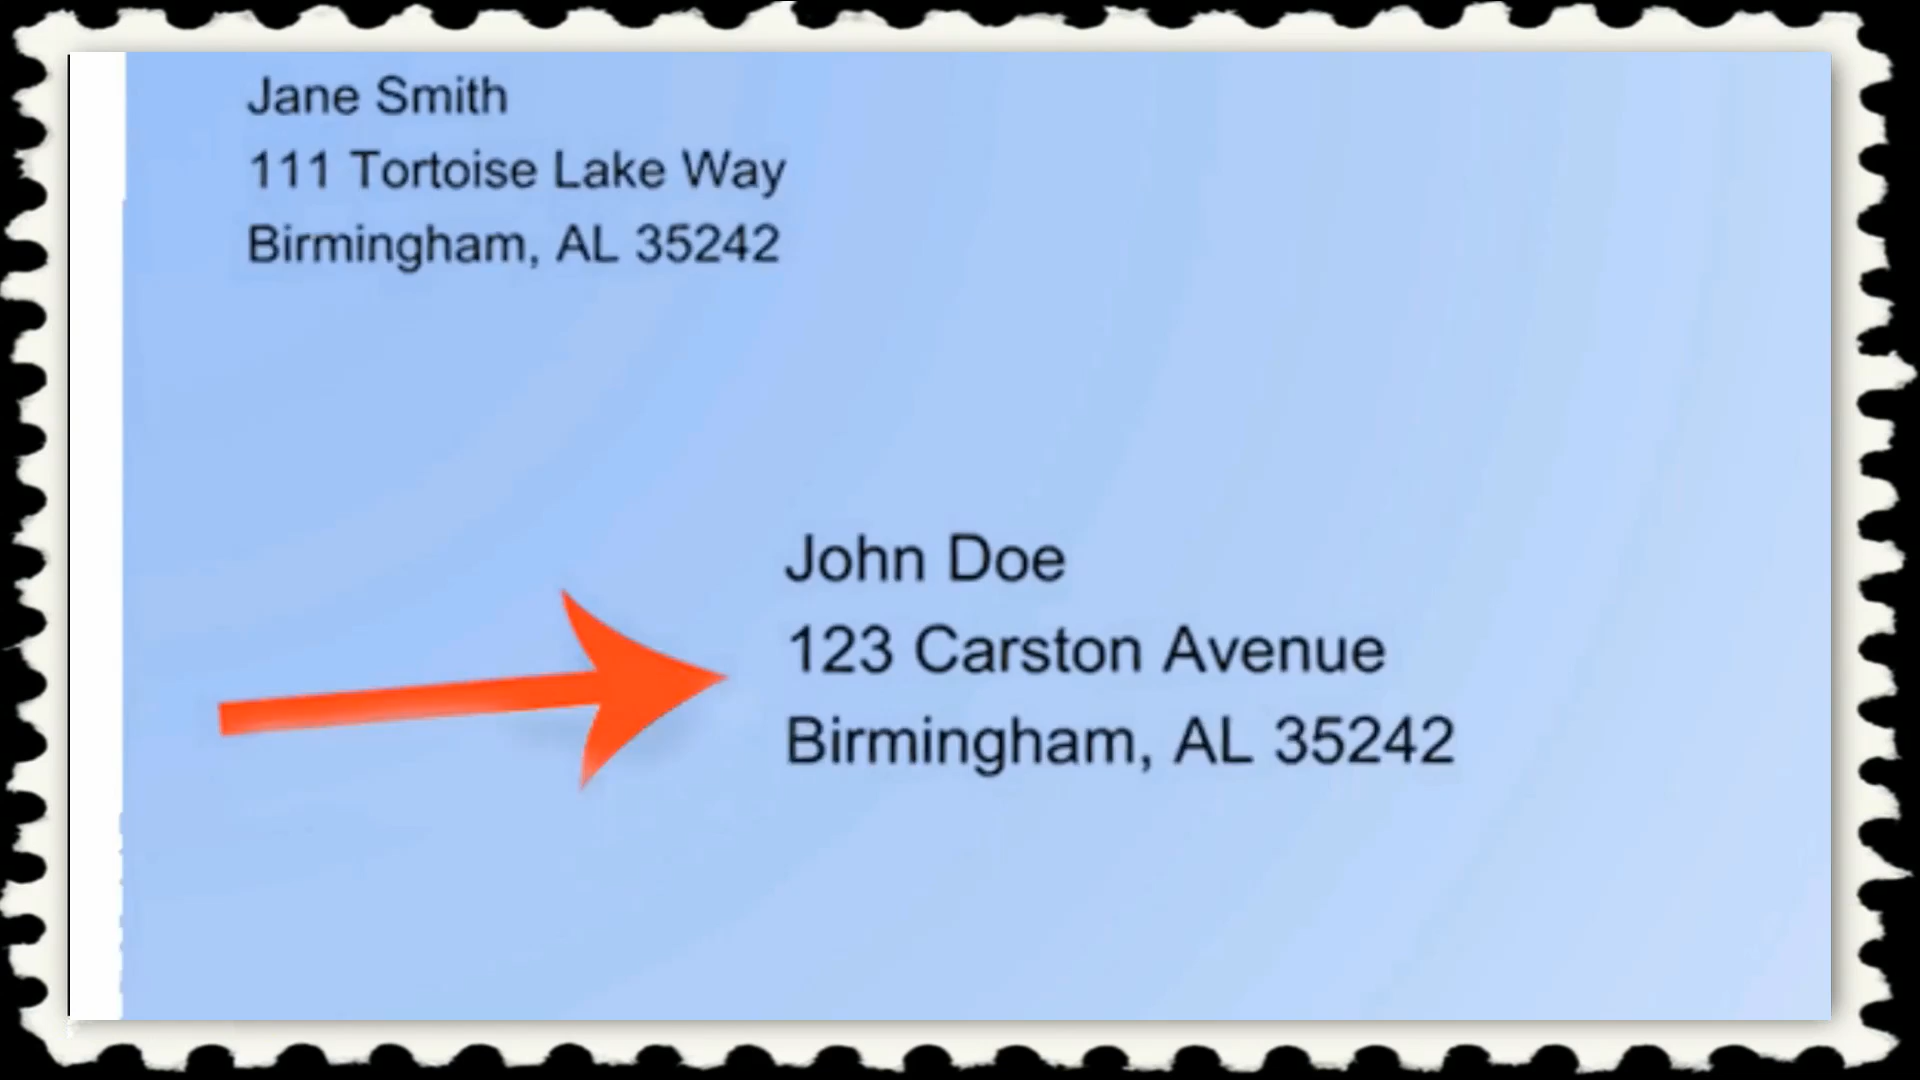 Jane Smith
111 Tortoise Lake Way
Birmingham, AL 35242
John Doe
123 Carston Avenue
Birmingham, AL 35242